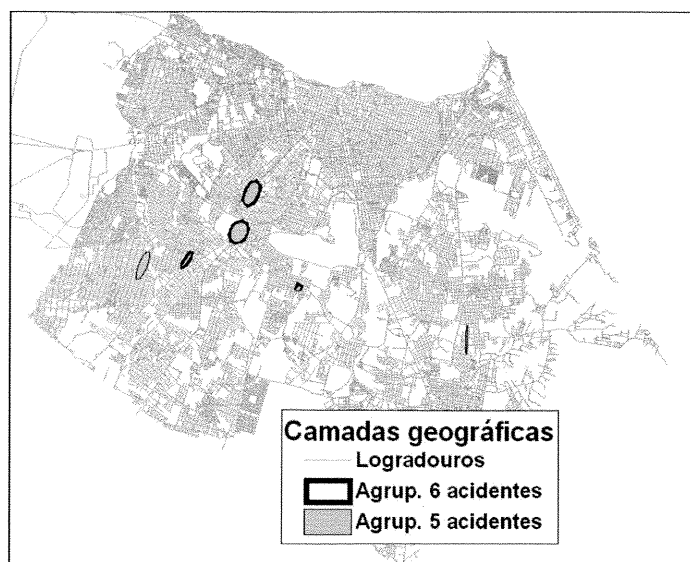 Camadas geográficas
Logradouros
Agrup. 6 acidentes
Agrup. 5 acidentes